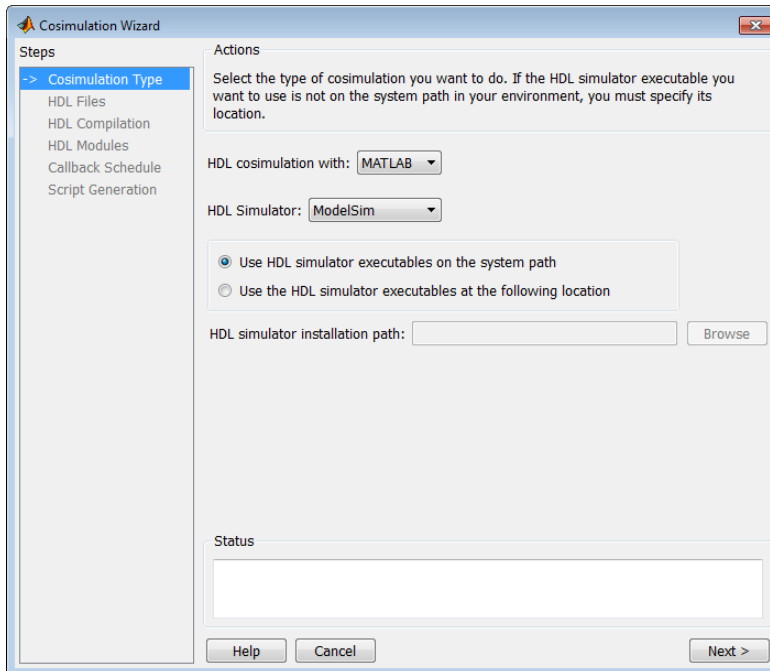 Cosimulation Wizard
Steps
-> Cosimulation Type
HDL Files
HDL Compilation
HDL Modules
Callback Schedule
Script Generation
Actions
Select the type of cosimulation you want to do. If the HDL simulator executable you
want to use is not on the system path in your environment, you must specify its
location.
HDL cosimulation with: MATLAB
HDL Simulator: ModelSim
Use HDL simulator executables on the system path
Use the HDL simulator executables at the following location
HDL simulator installation path: Browse
Status
Help Cancel Next >